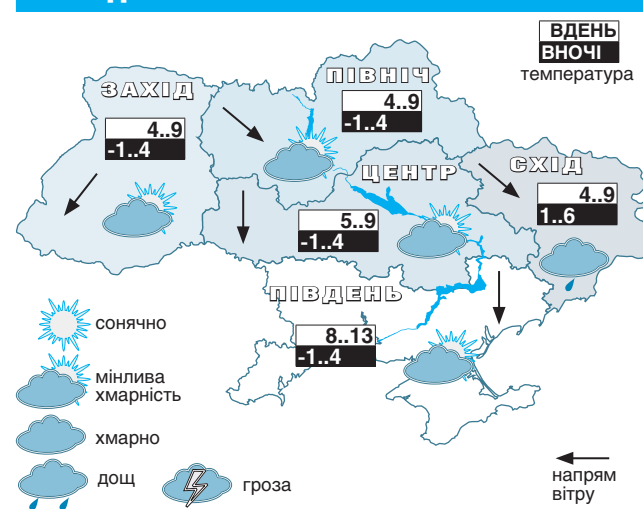 ВДЕНЬ
ВНОЧІ
температура
ПІВНІЧ
4..9
-1..4
ЗАХІД
4..9
-1..4
ЦЕНТР
5..9
-1..4
СХІД
4..9
1..6
ПІВДЕНЬ
8..13
-1..4
сонячно
мінлива
хмарність
хмарно
дощ
гроза
напрям
вітру